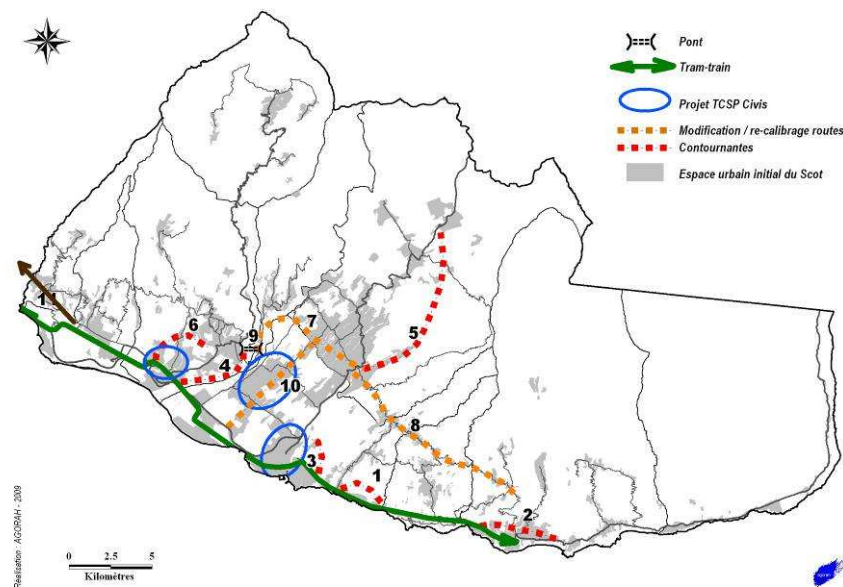 Pont
Tram-train
Projet TCSP Civis
Modification / re-calibrage routes
Contournantes
Espace urbain initial du Scot
1
6
9
7
5
4
10
8
3
1
2
0 2.5 5
Kilomètres
Réalisation : AGORAH - 2009